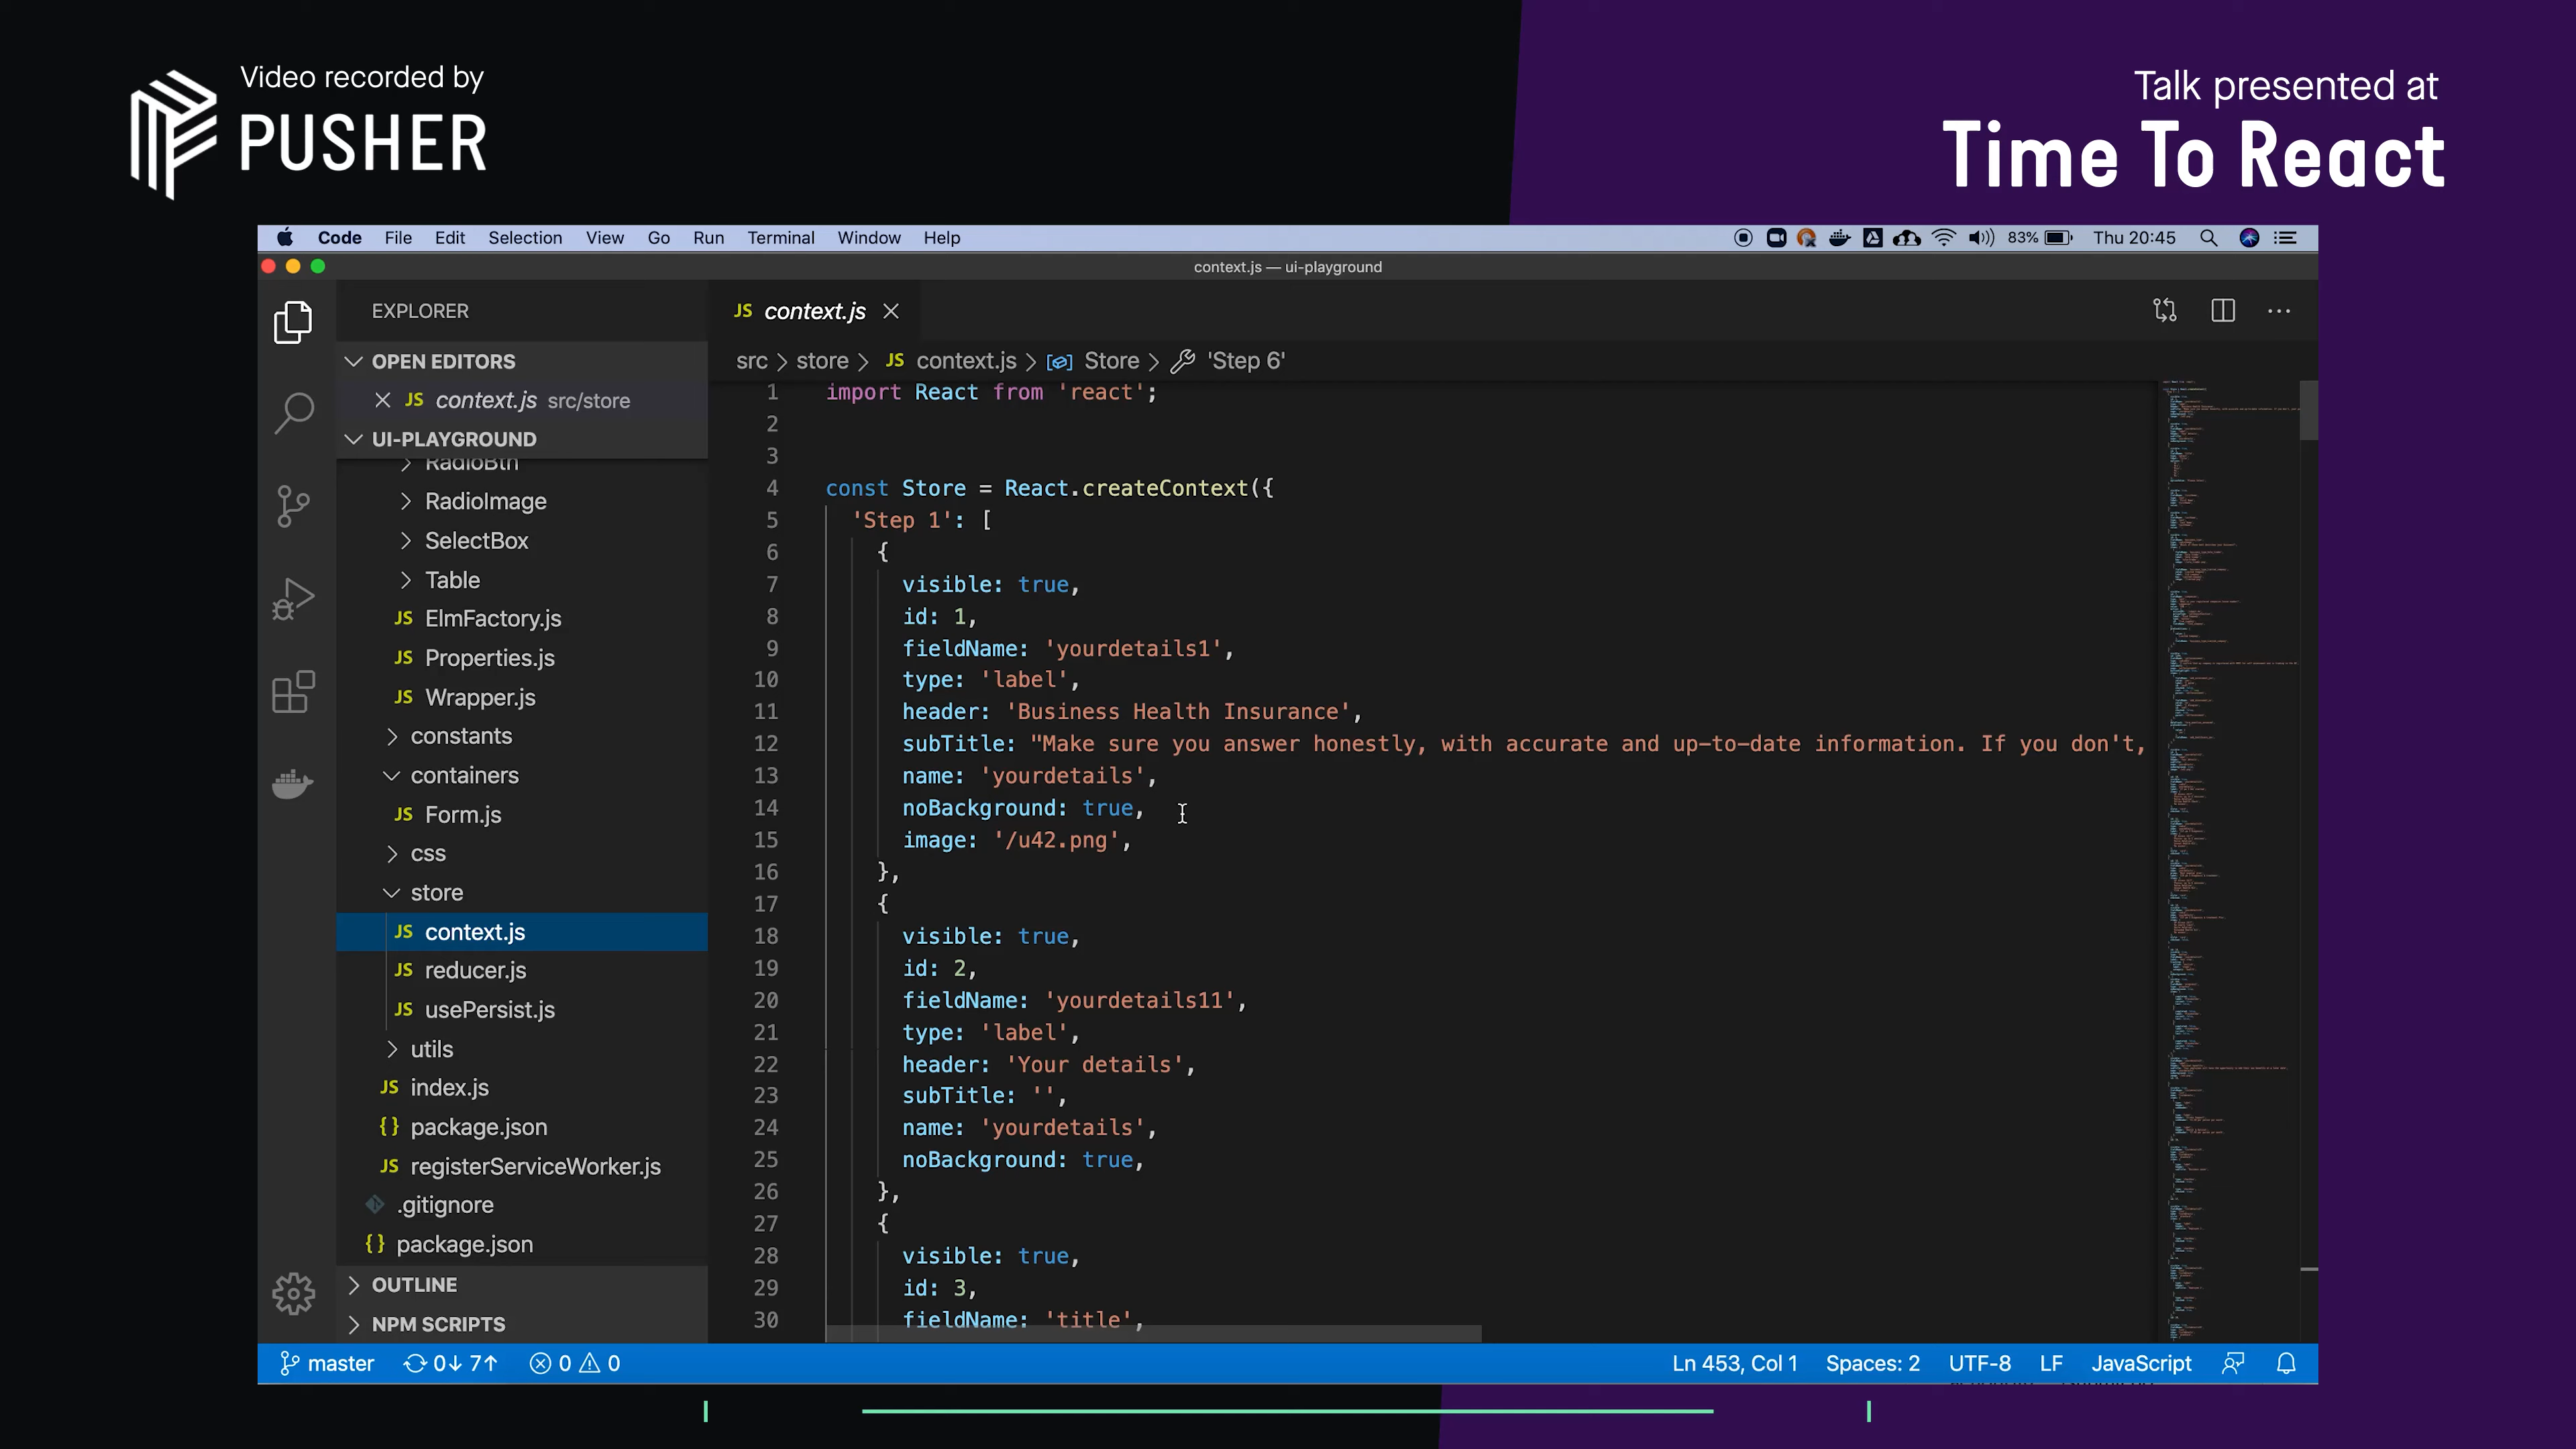 Video recorded by
PUSHER
Talk presented at
Time To React
Code File Edit Selection View Go Run Terminal Window Help
83% Thu 20:45
context.js — ui-playground
EXPLORER
OPEN EDITORS
JS context.js src/store
UI-PLAYGROUND
RadioBtn
RadioImage
SelectBox
Table
JS ElmFactory.js
JS Properties.js
JS Wrapper.js
constants
containers
JS Form.js
css
store
JS context.js
JS reducer.js
JS usePersist.js
utils
JS index.js
{} package.json
JS registerServiceWorker.js
.gitignore
{} package.json
OUTLINE
NPM SCRIPTS
JS context.js
src > store > JS context.js > Store > 'Step 6'
1 import React from 'react';
2
3
4 const Store = React.createContext({
5 'Step 1': [
6 {
7 visible: true,
8 id: 1,
9 fieldName: 'yourdetails1',
10 type: 'label',
11 header: 'Business Health Insurance',
12 subTitle: "Make sure you answer honestly, with accurate and up-to-date information. If you don't,
13 name: 'yourdetails',
14 noBackground: true,
15 image: '/u42.png',
16 },
17 {
18 visible: true,
19 id: 2,
20 fieldName: 'yourdetails11',
21 type: 'label',
22 header: 'Your details',
23 subTitle: '',
24 name: 'yourdetails',
25 noBackground: true,
26 },
27 {
28 visible: true,
29 id: 3,
30 fieldName: 'title',
master 0↓ 7↑ 0 0
Ln 453, Col 1 Spaces: 2 UTF-8 LF JavaScript